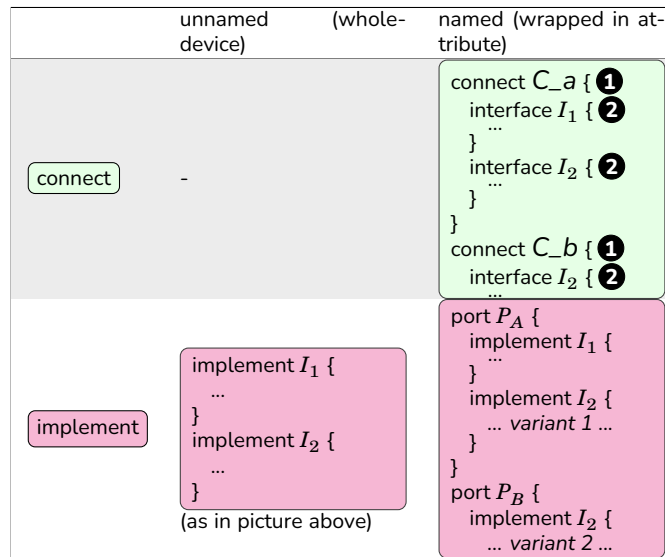 unnamed (whole-
device)
named (wrapped in at-
tribute)
connect
-
connect C_a { 1
interface I₁ { 2
...
}
interface I₂ { 2
...
}
}
connect C_b { 1
interface I₂ { 2
...
implement
implement I₁ {
...
}
implement I₂ {
...
}
(as in picture above)
port P_A {
implement I₁ {
...
}
implement I₂ {
... variant 1 ...
}
}
port P_B {
implement I₂ {
... variant 2 ...